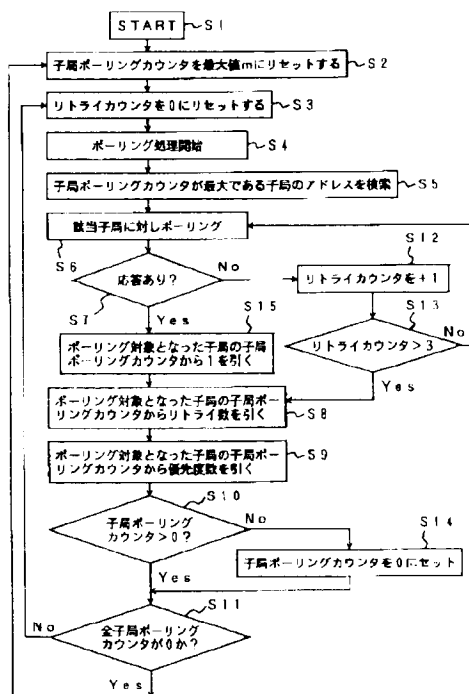 START
S1
子局ポーリングカウンタを最大値mにリセットする
S2
リトライカウンタを0にリセットする
S3
ポーリング処理開始
S4
子局ポーリングカウンタが最大である子局のアドレスを検索
S5
該当子局に対しポーリング
S6
応答あり?
No
S7
Yes
S12
リトライカウンタを+1
S13
リトライカウンタ>3
No
Yes
S15
ポーリング対象となった子局の子局
ポーリングカウンタから1を引く
ポーリング対象となった子局の子局ポー
リングカウンタからリトライ数を引く
S8
ポーリング対象となった子局の子局ポー
リングカウンタから優先度数を引く
S9
S10
子局ポーリング
カウンタ>0?
No
Yes
S14
子局ポーリングカウンタを0にセット
S11
全子局ポーリング
カウンタが0か?
No
Yes